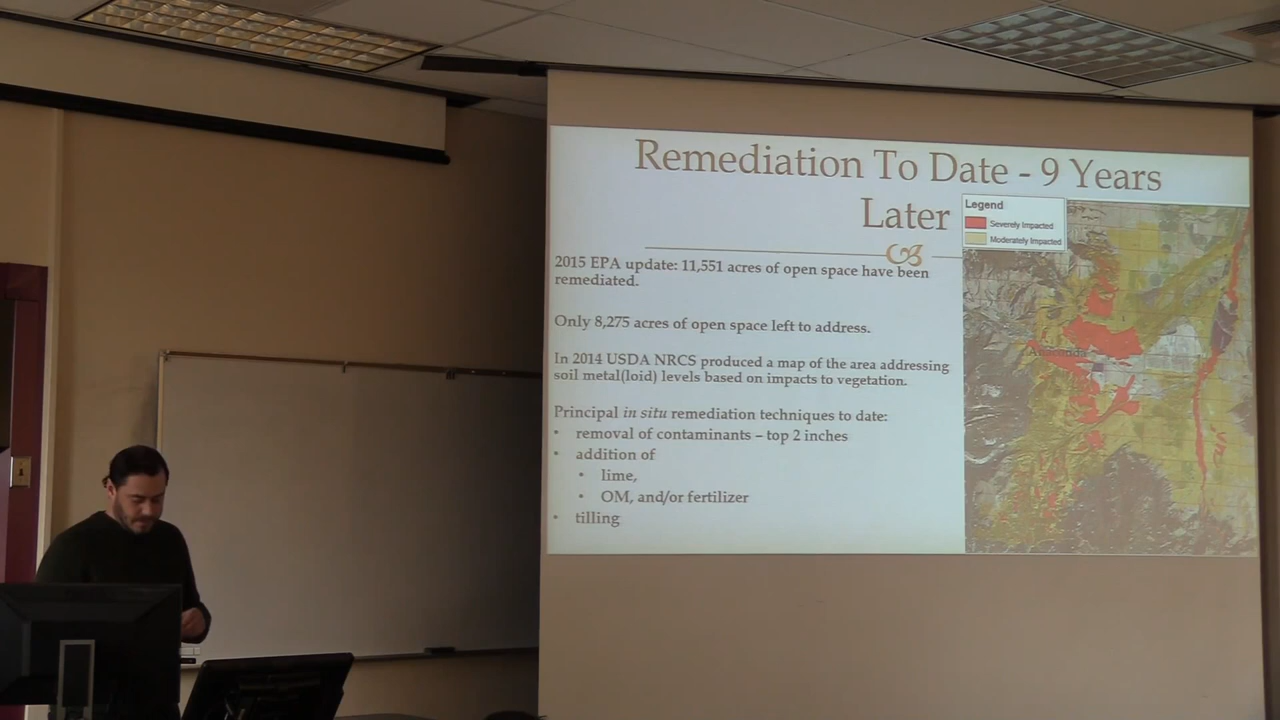 Remediation To Date - 9 Years
Later
2015 EPA update: 11,551 acres of open space have been
remediated.
Only 8,275 acres of open space left to address.
In 2014 USDA NRCS produced a map of the area addressing
soil metal(loid) levels based on impacts to vegetation.
Principal in situ remediation techniques to date:
• removal of contaminants – top 2 inches
• addition of
• lime,
• OM, and/or fertilizer
• tilling
Legend
Severely Impacted
Moderately Impacted
Anaconda